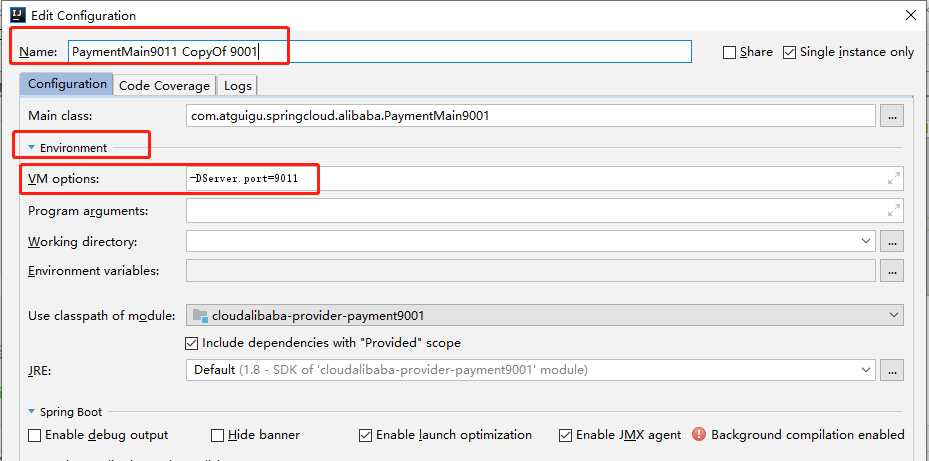 Edit Configuration
Name: PaymentMain9011 CopyOf 9001 Share Single instance only
Configuration Code Coverage Logs
Main class: com.atguigu.springcloud.alibaba.PaymentMain9001 ...
Environment
VM options: -DServer.port=9011
Program arguments:
Working directory: ...
Environment variables: ...
Use classpath of module: cloudalibaba-provider-payment9001
Include dependencies with "Provided" scope
JRE: Default (1.8 - SDK of 'cloudalibaba-provider-payment9001' module) ...
Spring Boot
Enable debug output Hide banner Enable launch optimization Enable JMX agent Background compilation enabled